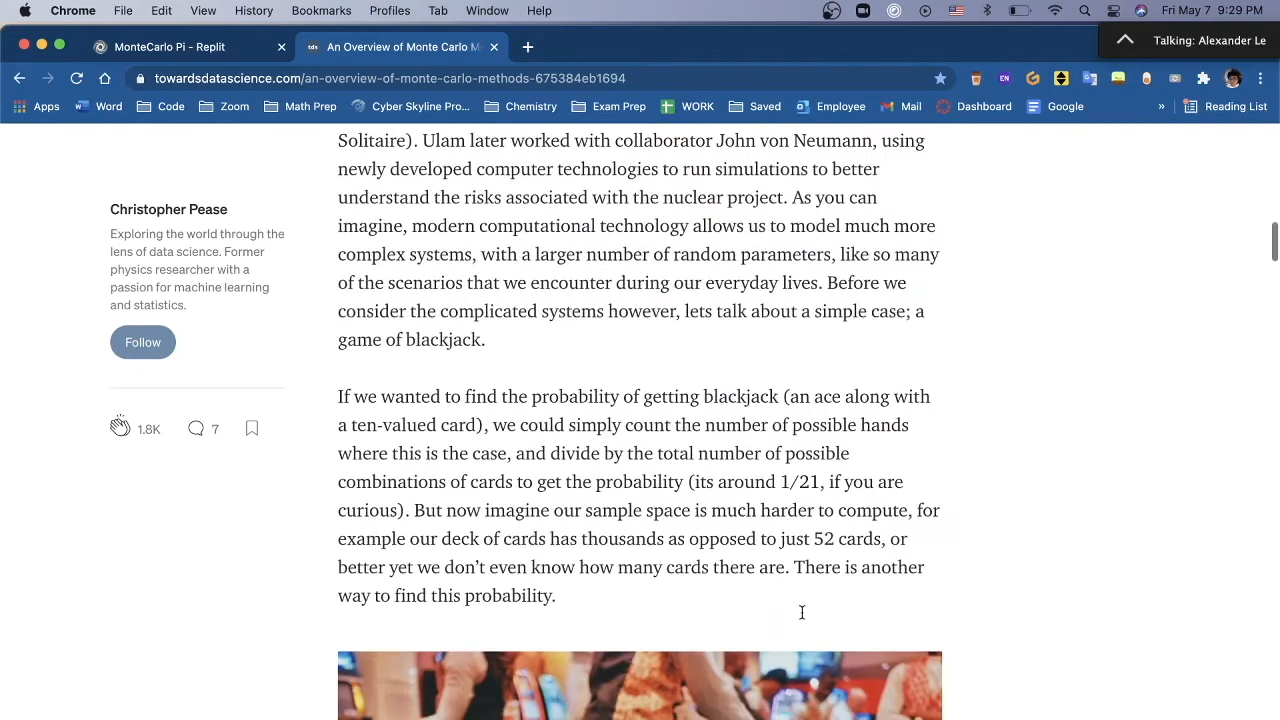 Chrome File Edit View History Bookmarks Profiles Tab Window Help Fri May 7 9:29 PM
MonteCarlo Pi - Replit
An Overview of Monte Carlo M
Talking: Alexander Le
towardsdatascience.com/an-overview-of-monte-carlo-methods-675384eb1694
Apps Word Code Zoom Math Prep Cyber Skyline Pro... Chemistry Exam Prep WORK Saved Employee Mail Dashboard Google » Reading List
Solitaire). Ulam later worked with collaborator John von Neumann, using
newly developed computer technologies to run simulations to better
understand the risks associated with the nuclear project. As you can
imagine, modern computational technology allows us to model much more
complex systems, with a larger number of random parameters, like so many
of the scenarios that we encounter during our everyday lives. Before we
consider the complicated systems however, lets talk about a simple case; a
game of blackjack.
Christopher Pease
Exploring the world through the
lens of data science. Former
physics researcher with a
passion for machine learning
and statistics.
Follow
1.8K 7
If we wanted to find the probability of getting blackjack (an ace along with
a ten-valued card), we could simply count the number of possible hands
where this is the case, and divide by the total number of possible
combinations of cards to get the probability (its around 1/21, if you are
curious). But now imagine our sample space is much harder to compute, for
example our deck of cards has thousands as opposed to just 52 cards, or
better yet we don’t even know how many cards there are. There is another
way to find this probability.